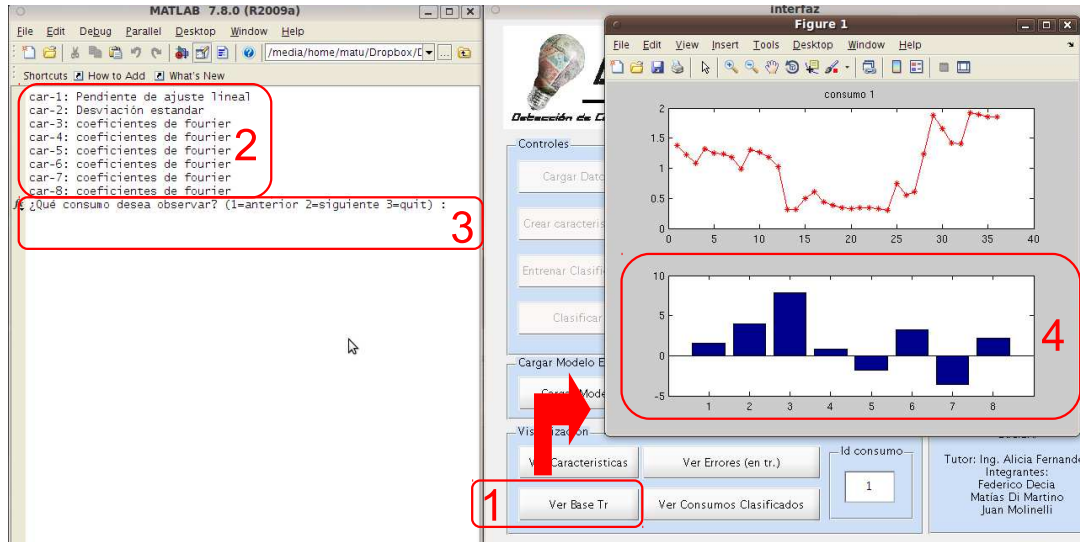 MATLAB 7.8.0 (R2009a)
File Edit Debug Parallel Desktop Window Help
/media/home/matu/Dropbox/D
Shortcuts How to Add What's New
car-1: Pendiente de ajuste lineal
car-2: Desviación estandar
car-3: coeficientes de fourier
car-4: coeficientes de fourier
car-5: coeficientes de fourier
car-6: coeficientes de fourier
car-7: coeficientes de fourier
car-8: coeficientes de fourier
2
¿Qué consumo desea observar? (1=anterior 2=siguiente 3=quit) :
3
Interfaz
Detección de C
Controles
Cargar Dato
Crear caracteris
Entrenar Clasifi
Clasificar
Cargar Modelo E
Visualización
Características
Ver Errores (en tr.)
Ver Base Tr
Ver Consumos Clasificados
1
Id consumo
1
Tutor: Ing. Alicia Fernande
Integrantes:
Federico Decia
Matías Di Martino
Juan Molinelli
Figure 1
File Edit View Insert Tools Desktop Window Help
consumo 1
2
1.5
1
0.5
0
0 5 10 15 20 25 30 35 40
10
5
0
-5
1 2 3 4 5 6 7 8
4